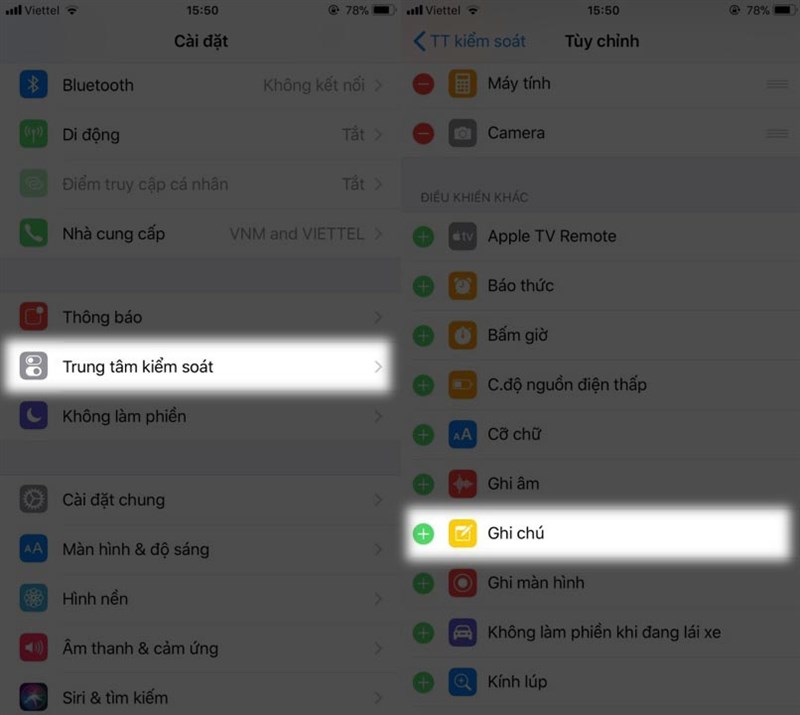 Viettel 15:50 78%
Cài đặt
Bluetooth Không kết nối
Di động Tắt
Điểm truy cập cá nhân Tắt
Nhà cung cấp VNM and VIETTEL
Thông báo
Trung tâm kiểm soát
Không làm phiền
Cài đặt chung
AA Màn hình & độ sáng
Hình nền
Âm thanh & cảm ứng
Siri & tìm kiếm
Viettel 15:50 78%
TT kiểm soát Tùy chỉnh
Máy tính
Camera
ĐIỀU KHIỂN KHÁC
tv Apple TV Remote
Báo thức
Bấm giờ
C.độ nguồn điện thấp
AA Cỡ chữ
Ghi âm
Ghi chú
Ghi màn hình
Không làm phiền khi đang lái xe
Kính lúp